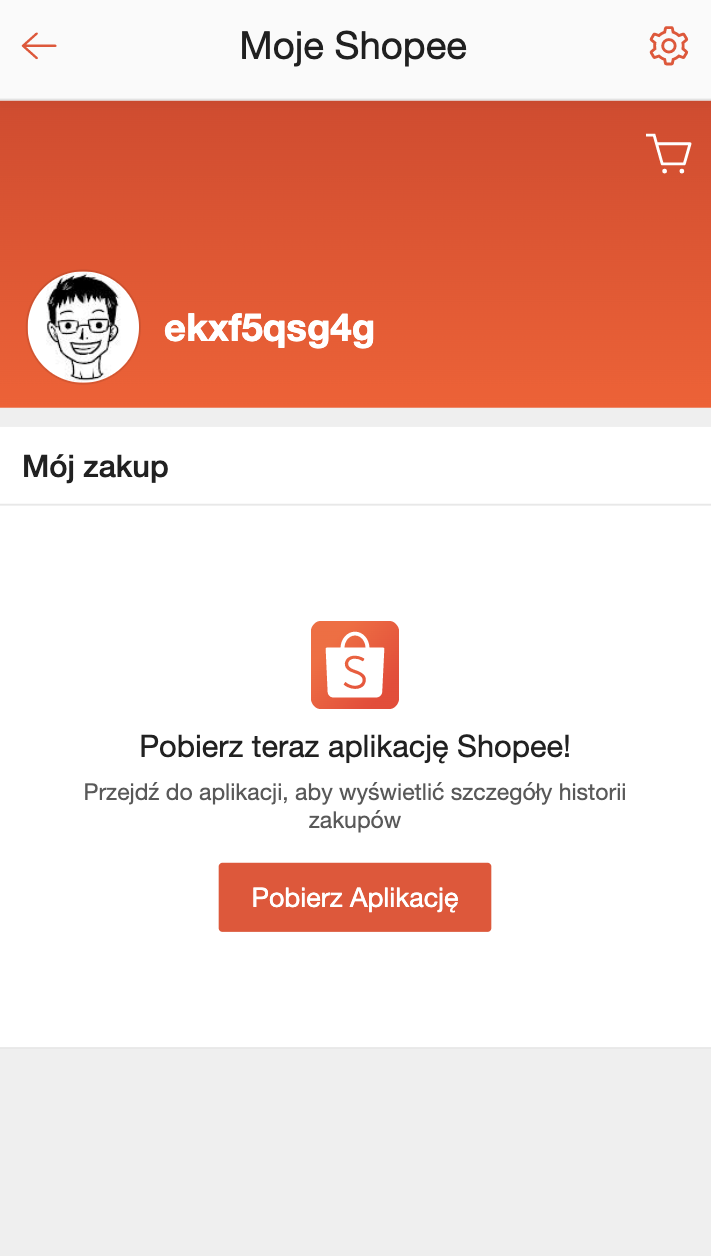 Moje Shopee
ekxf5qsg4g
Mój zakup
S
Pobierz teraz aplikację Shopee!
Przejdź do aplikacji, aby wyświetlić szczegóły historii
zakupów
Pobierz Aplikację